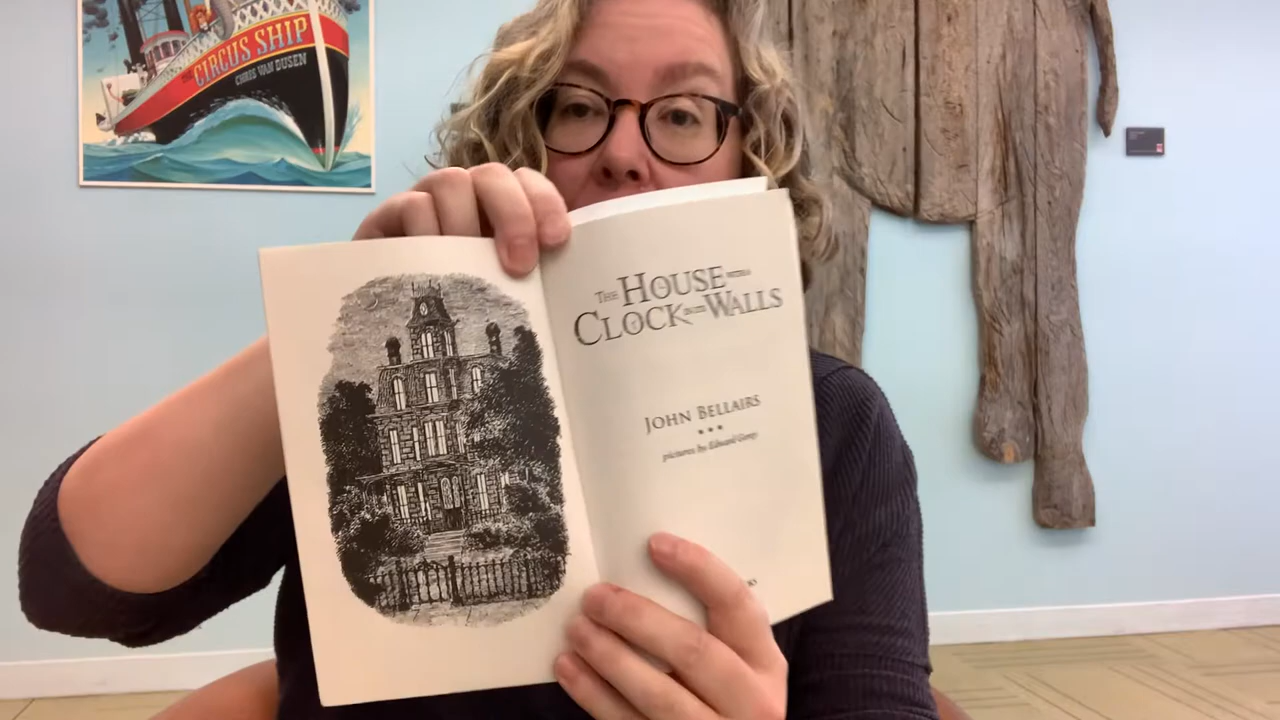 CIRCUS SHIP
CHRIS VAN DUSEN
THE HOUSE WITH A
CLOCK IN ITS WALLS
JOHN BELLAIRS
pictures by Edward Gorey